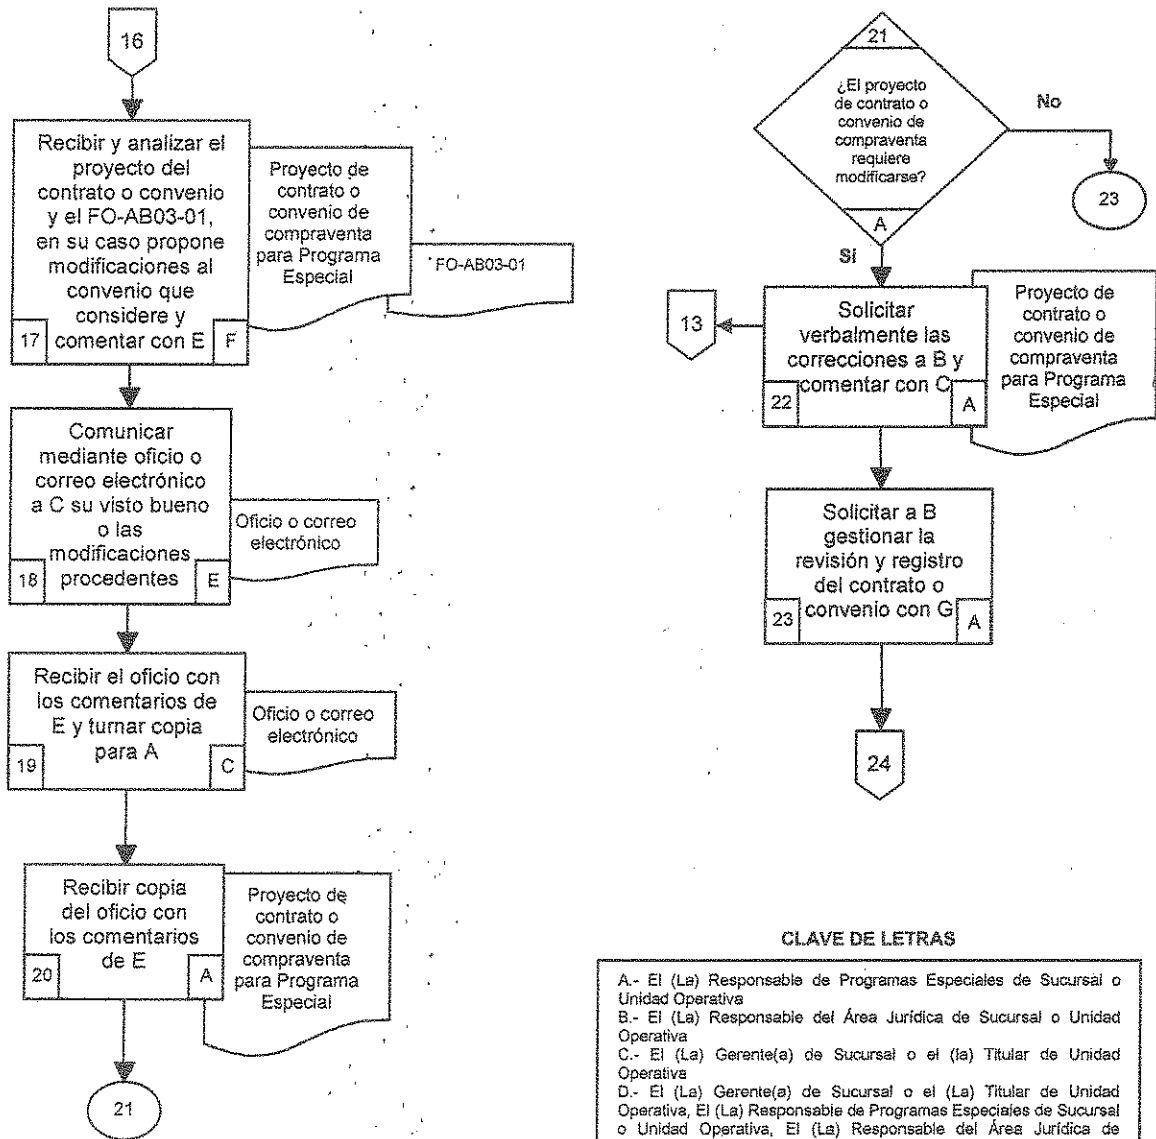 16
Recibir y analizar el
proyecto del
contrato o convenio
y el FO-AB03-01,
en su caso propone
modificaciones al
convenio que
considere y
comentar con E
17
F
Proyecto de
contrato o
convenio de
compraventa
para Programa
Especial
FO-AB03-01
Comunicar
mediante oficio o
correo electrónico
a C su visto bueno
o las
modificaciones
procedentes
18
E
Oficio o correo
electrónico
Recibir el oficio con
los comentarios de
E y turnar copia
para A
19
C
Oficio o correo
electrónico
Recibir copia
del oficio con
los comentarios
de E
20
A
Proyecto de
contrato o
convenio de
compraventa
para Programa
Especial
21
21
¿El proyecto
de contrato o
convenio de
compraventa
requiere
modificarse?
A
No
23
Sí
13
Solicitar
verbalmente las
correcciones a B y
comentar con C
22
A
Proyecto de
contrato o
convenio de
compraventa
para Programa
Especial
Solicitar a B
gestionar la
revisión y registro
del contrato o
convenio con G
23
A
24
CLAVE DE LETRAS
A.- El (La) Responsable de Programas Especiales de Sucursal o
Unidad Operativa
B.- El (La) Responsable del Área Jurídica de Sucursal o Unidad
Operativa
C.- El (La) Gerente(a) de Sucursal o el (la) Titular de Unidad
Operativa
D.- El (La) Gerente(a) de Sucursal o el (La) Titular de Unidad
Operativa, El (La) Responsable de Programas Especiales de Sucursal
o Unidad Operativa, El (La) Responsable del Área Jurídica de